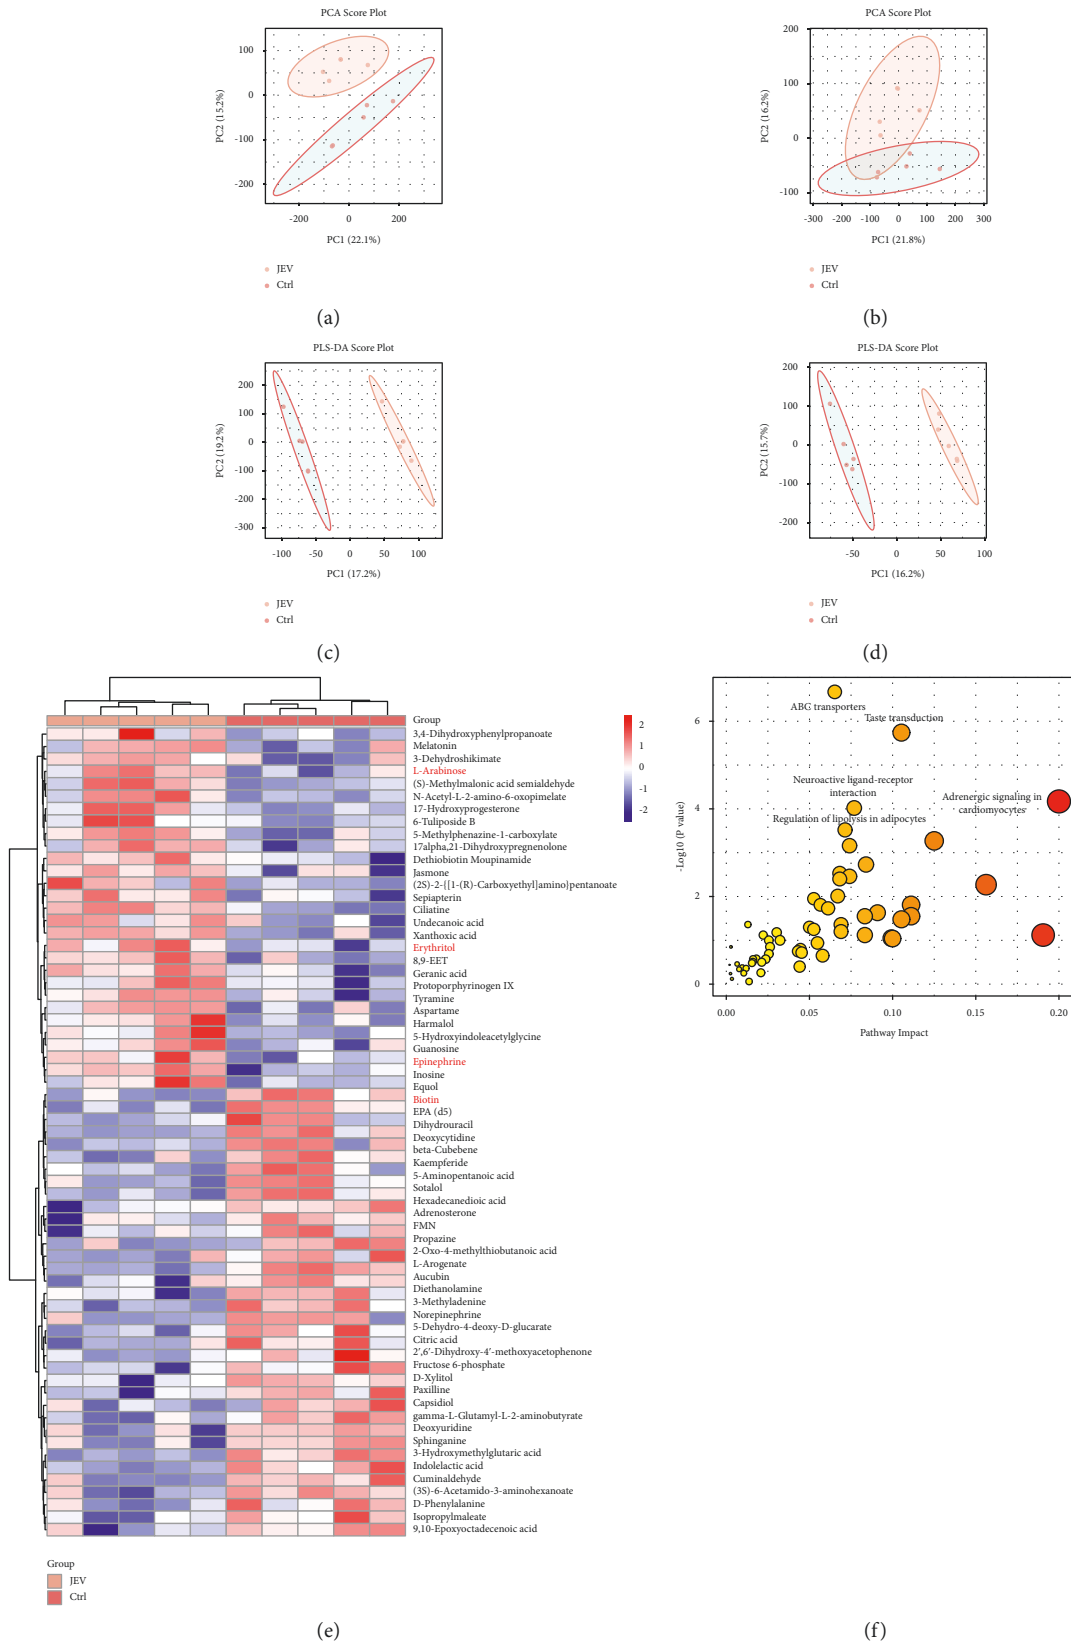 PCA Score Plot
100
0
-100
-200
PC2 (15.2%)
-200
0
200
PC1 (22.1%)
JEV
Ctrl
(a)
PCA Score Plot
200
100
0
-100
PC2 (16.2%)
-300
-200
-100
0
100
200
300
PC1 (21.8%)
JEV
Ctrl
(b)
PLS-DA Score Plot
200
100
0
-100
-200
-300
PC2 (19.2%)
-100
-50
0
50
100
PC1 (17.2%)
JEV
Ctrl
(c)
PLS-DA Score Plot
200
100
0
-100
-200
PC2 (15.7%)
-50
0
50
100
PC1 (16.2%)
JEV
Ctrl
(d)
Group
3,4-Dihydroxyphenylpropanoate
Melatonin
3-Dehydroshikimate
L-Arabinose
(S)-Methylmalonic acid semialdehyde
N-Acetyl-L-2-amino-6-oxopimelate
17-Hydroxyprogesterone
6-Tuliposide B
5-Methylphenazine-1-carboxylate
17alpha,21-Dihydroxypregnenolone
Dethiobiotin Moupinamide
Jasmone
(2S)-2-{[1-(R)-Carboxyethyl]amino}pentanoate
Sepiapterin
Ciliatine
Undecanoic acid
Xanthoxic acid
Erythritol
8,9-EET
Geranic acid
Protoporphyrinogen IX
Tyramine
Aspartame
Harmalol
5-Hydroxyindoleacetylglycine
Guanosine
Epinephrine
Inosine
Equol
Biotin
EPA (d5)
Dihydrouracil
Deoxycytidine
beta-Cubebene
Kaempferide
5-Aminopentanoic acid
Sotalol
Hexadecanedioic acid
Adrenosterone
FMN
Propazine
2-Oxo-4-methylthiobutanoic acid
L-Arogenate
Aucubin
Diethanolamine
3-Methyladenine
Norepinephrine
5-Dehydro-4-deoxy-D-glucarate
Citric acid
2′,6′-Dihydroxy-4′-methoxyacetophenone
Fructose 6-phosphate
D-Xylitol
Paxilline
Capsidiol
gamma-L-Glutamyl-L-2-aminobutyrate
Deoxyuridine
Sphinganine
3-Hydroxymethylglutaric acid
Indolelactic acid
Cuminaldehyde
(3S)-6-Acetamido-3-aminohexanoate
D-Phenylalanine
Isopropylmaleate
9,10-Epoxyoctadecenoic acid
2
1
0
-1
-2
Group
JEV
Ctrl
(e)
ABC transporters
Taste transduction
Neuroactive ligand-receptor
interaction
Adrenergic signaling in
cardiomyocytes
Regulation of lipolysis in adipocytes
6
4
2
0
-Log10 (P value)
0.00
0.05
0.10
0.15
0.20
Pathway Impact
(f)